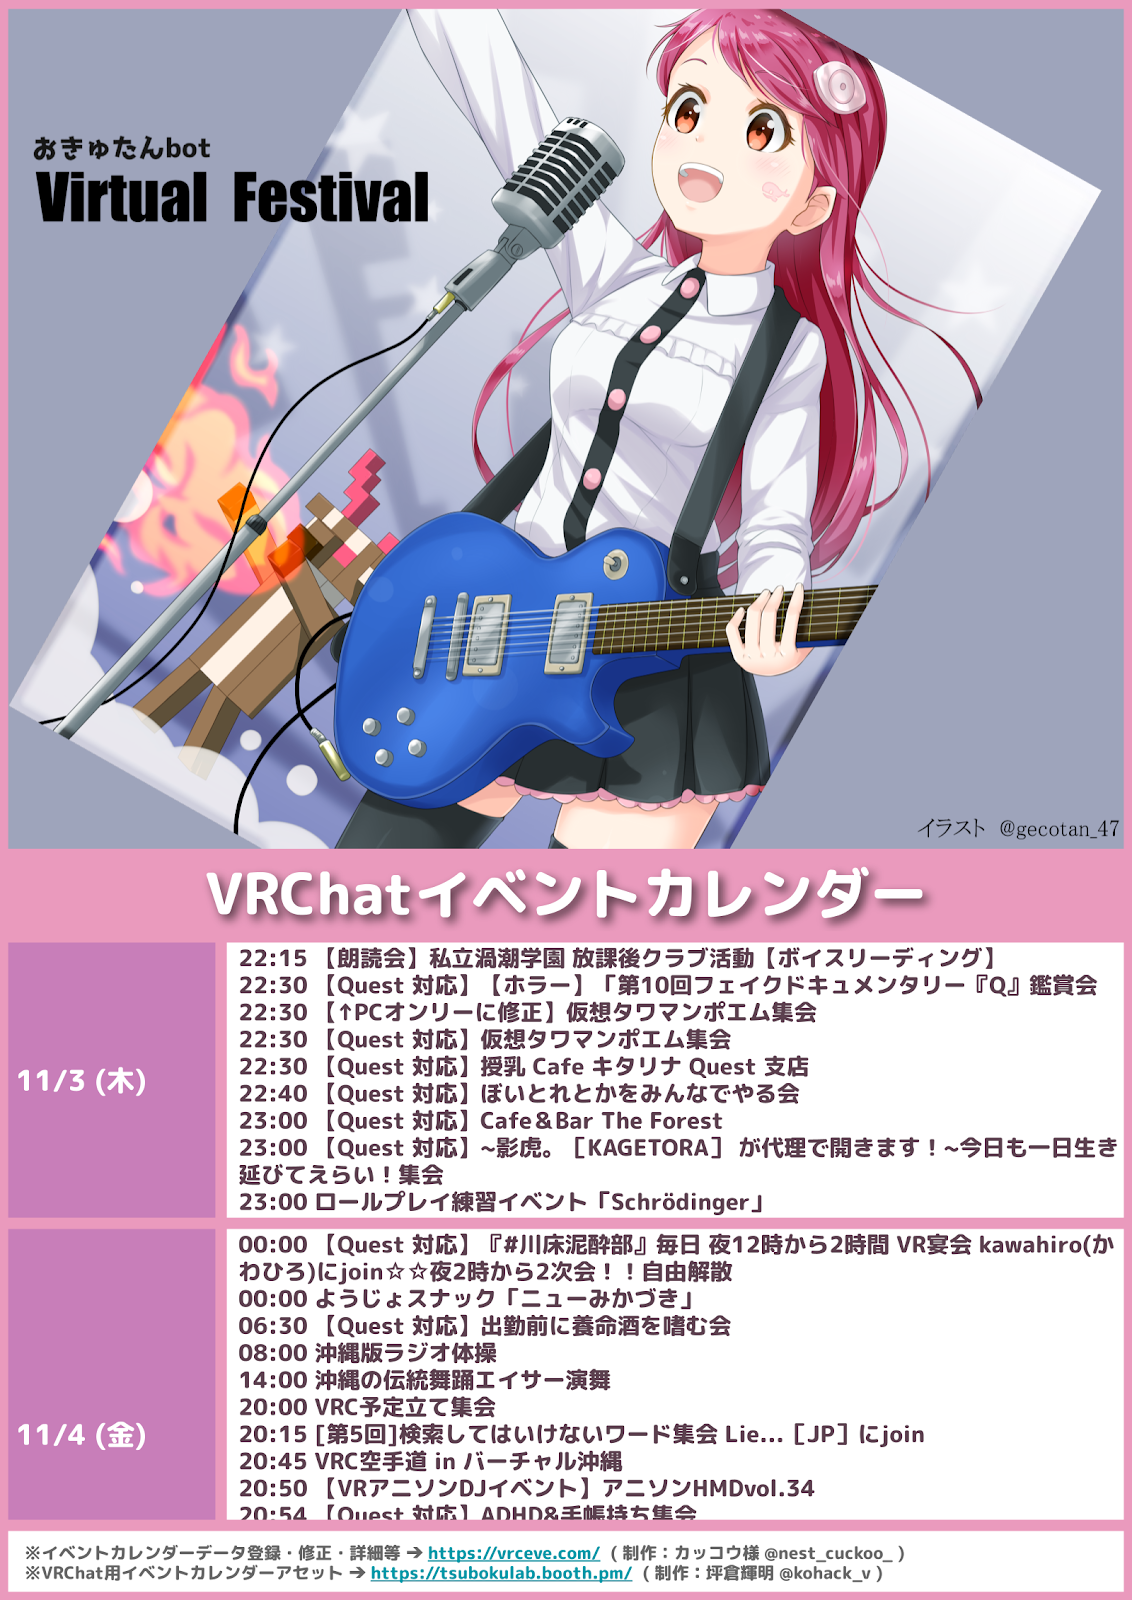 おきゅたんbot
Virtual Festival
イラスト @gecotan_47
VRChatイベントカレンダー
11/3 (木)
22:15 【朗読会】私立渦潮学園 放課後クラブ活動【ボイスリーディング】
22:30 【Quest 対応】【ホラー】「第10回フェイクドキュメンタリー『Q』鑑賞会
22:30 【↑PCオンリーに修正】仮想タワマンポエム集会
22:30 【Quest 対応】仮想タワマンポエム集会
22:30 【Quest 対応】授乳 Cafe キタリナ Quest 支店
22:40 【Quest 対応】ぼいとれとかをみんなでやる会
23:00 【Quest 対応】Cafe＆Bar The Forest
23:00 【Quest 対応】~影虎。［KAGETORA］ が代理で開きます！~今日も一日生き
延びてえらい！集会
23:00 ロールプレイ練習イベント「Schrödinger」
11/4 (金)
00:00 【Quest 対応】『#川床泥酔部』毎日 夜12時から2時間 VR宴会 kawahiro(か
わひろ)にjoin☆☆夜2時から2次会！！自由解散
00:00 ようじょスナック「ニューみかづき」
06:30 【Quest 対応】出勤前に養命酒を嗜む会
08:00 沖縄版ラジオ体操
14:00 沖縄の伝統舞踊エイサー演舞
20:00 VRC予定立て集会
20:15 [第5回]検索してはいけないワード集会 Lie...［JP］にjoin
20:45 VRC空手道 in バーチャル沖縄
20:50 【VRアニソンDJイベント】アニソンHMDvol.34
20:54 【Quest 対応】ADHD&手帳持ち集会
※イベントカレンダーデータ登録・修正・詳細等 ➔ https://vrceve.com/ ( 制作：カッコウ様 @nest_cuckoo_ )
※VRChat用イベントカレンダーアセット ➔ https://tsubokulab.booth.pm/ ( 制作：坪倉輝明 @kohack_v )